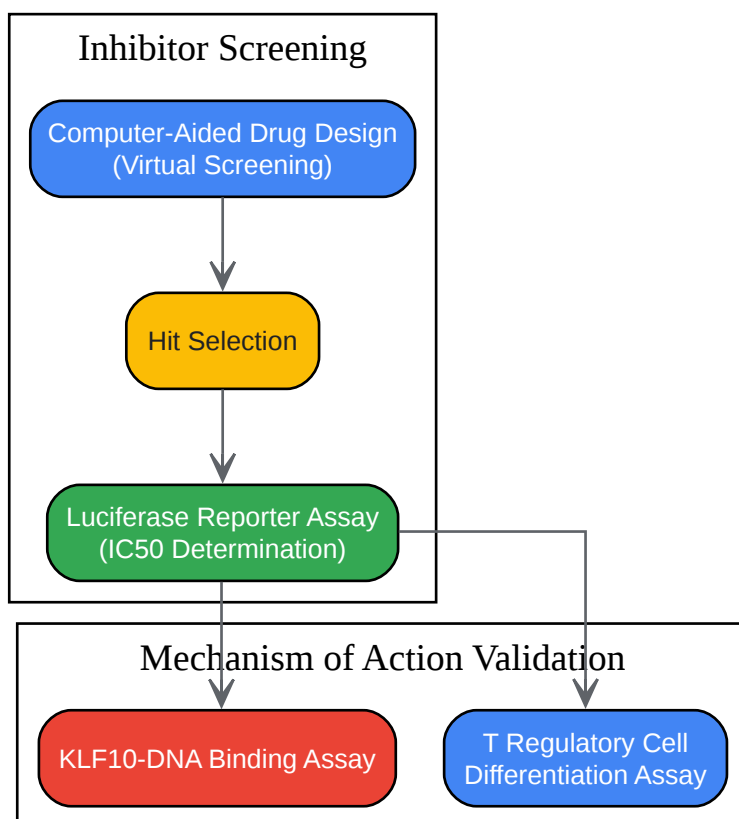 Inhibitor Screening
Computer-Aided Drug Design
(Virtual Screening)
Hit Selection
Luciferase Reporter Assay
(IC50 Determination)
Mechanism of Action Validation
KLF10-DNA Binding Assay
T Regulatory Cell
Differentiation Assay